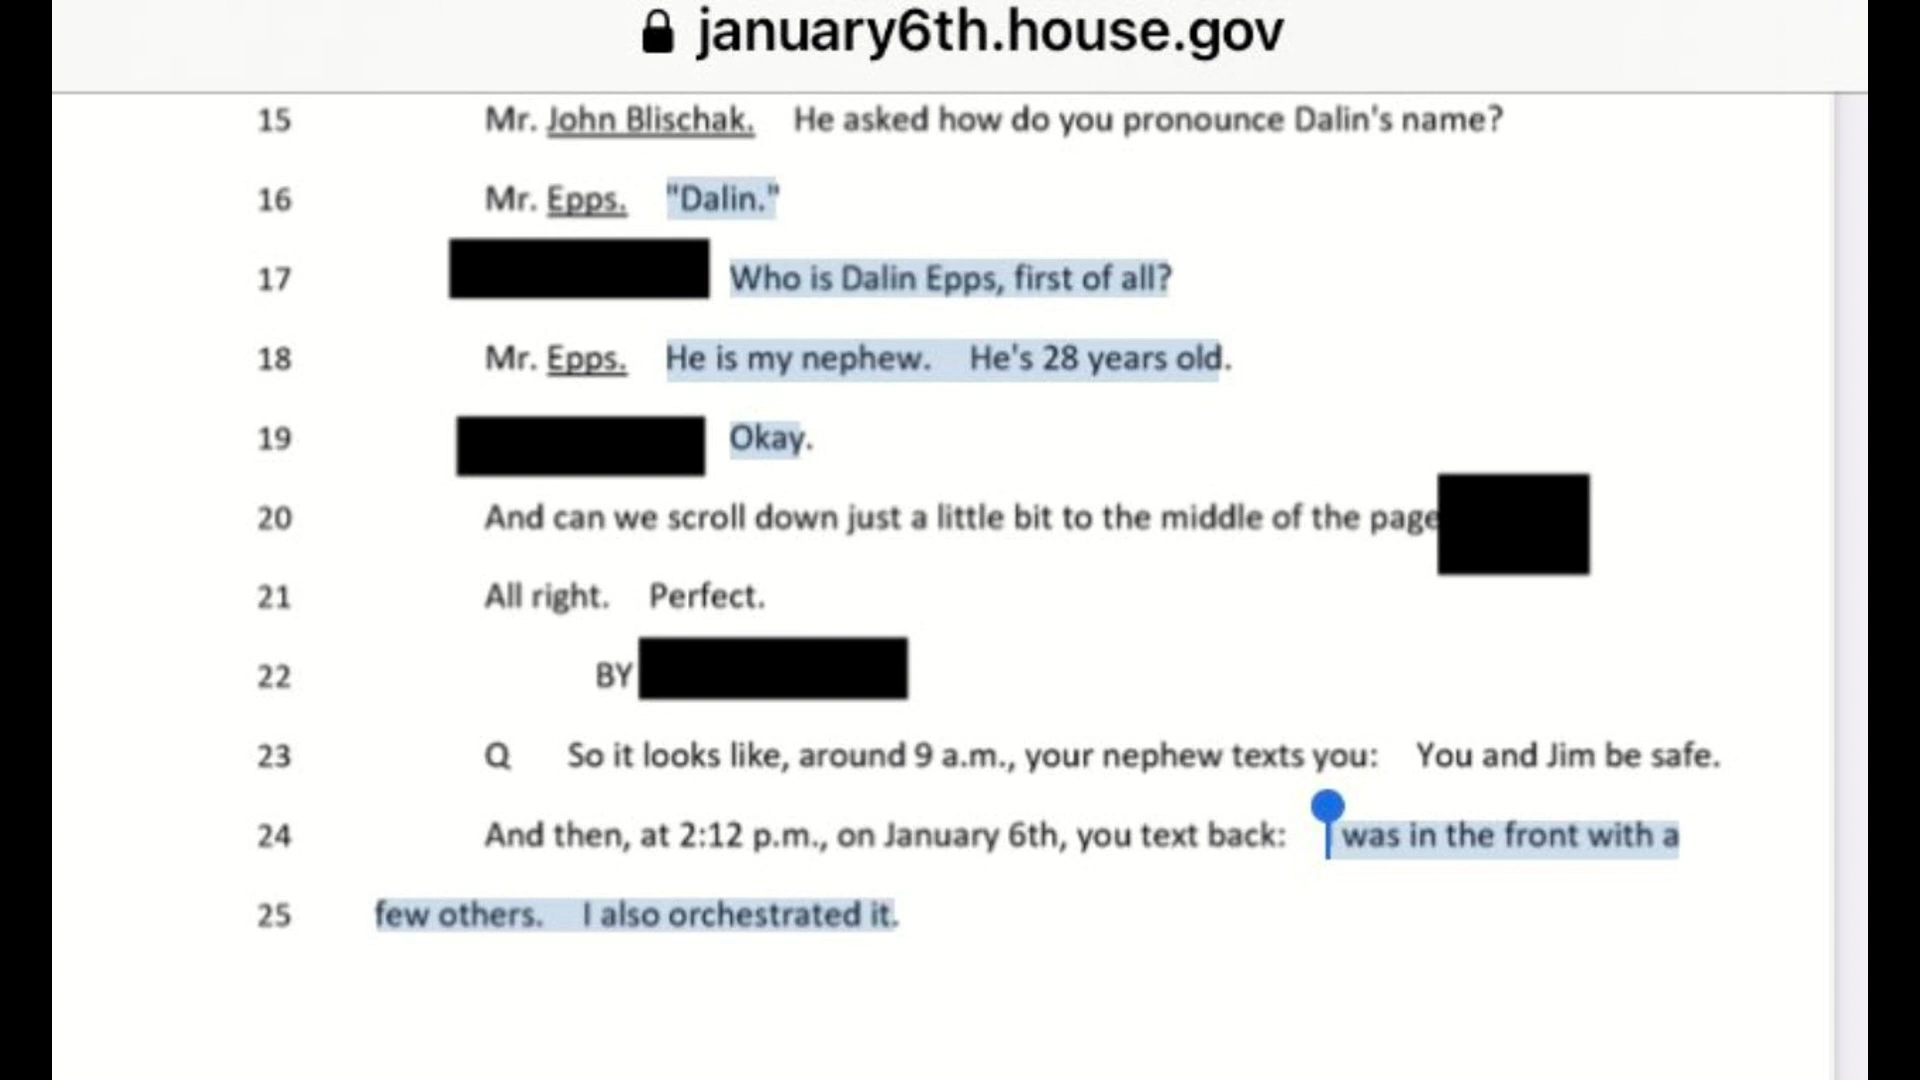 january6th.house.gov
15 Mr. John Blischak. He asked how do you pronounce Dalin's name?
16 Mr. Epps. "Dalin."
17 Who is Dalin Epps, first of all?
18 Mr. Epps. He is my nephew. He's 28 years old.
19 Okay.
20 And can we scroll down just a little bit to the middle of the page
21 All right. Perfect.
22 BY
23 Q So it looks like, around 9 a.m., your nephew texts you: You and Jim be safe.
24 And then, at 2:12 p.m., on January 6th, you text back: was in the front with a
25 few others. I also orchestrated it.